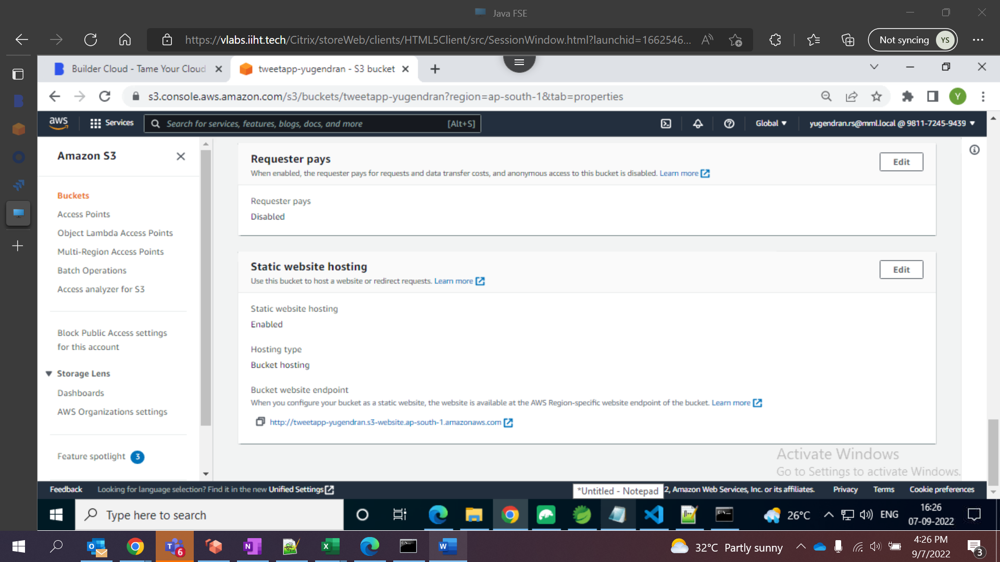 Java FSE
https://vlabs.iiht.tech/Citrix/storeWeb/clients/HTML5Client/src/SessionWindow.html?launchid=1662546...
Not syncing YS
Builder Cloud - Tame Your Cloud
tweetapp-yugendran - S3 bucket
s3.console.aws.amazon.com/s3/buckets/tweetapp-yugendran?region=ap-south-1&tab=properties
Y
aws
Services
Search for services, features, blogs, docs, and more [Alt+S]
Global
yugendran.rs@mml.local @ 9811-7245-9439
Amazon S3
Buckets
Access Points
Object Lambda Access Points
Multi-Region Access Points
Batch Operations
Access analyzer for S3
Block Public Access settings
for this account
Storage Lens
Dashboards
AWS Organizations settings
Feature spotlight 3
Requester pays
Edit
When enabled, the requester pays for requests and data transfer costs, and anonymous access to this bucket is disabled. Learn more
Requester pays
Disabled
Static website hosting
Edit
Use this bucket to host a website or redirect requests. Learn more
Static website hosting
Enabled
Hosting type
Bucket hosting
Bucket website endpoint
When you configure your bucket as a static website, the website is available at the AWS Region-specific website endpoint of the bucket. Learn more
http://tweetapp-yugendran.s3-website.ap-south-1.amazonaws.com
Activate Windows
Go to Settings to activate Windows.
Feedback
Looking for language selection? Find it in the new Unified Settings
*Untitled - Notepad
2, Amazon Web Services, Inc. or its affiliates.
Privacy
Terms
Cookie preferences
Type here to search
26°C
ENG
16:26
07-09-2022
32°C Partly sunny
4:26 PM
9/7/2022
3
6